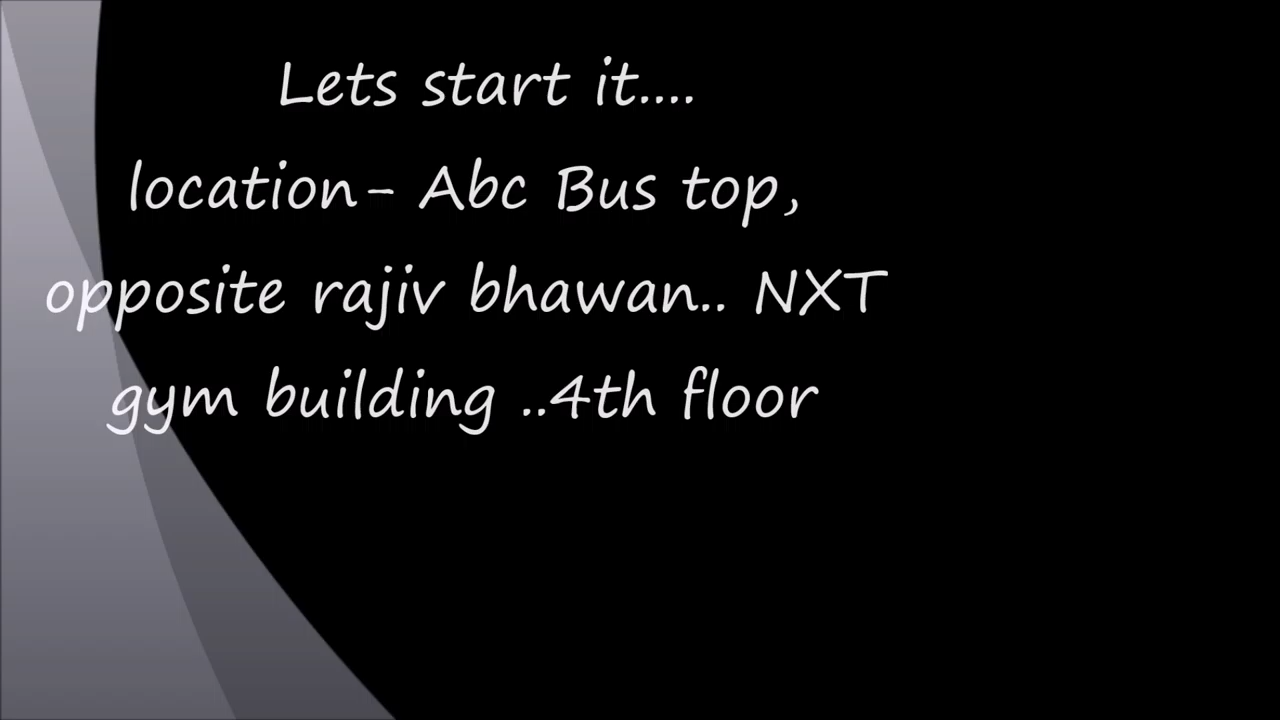 Lets start it....
location- Abc Bus top,
opposite rajiv bhawan.. NXT
gym building ..4th floor